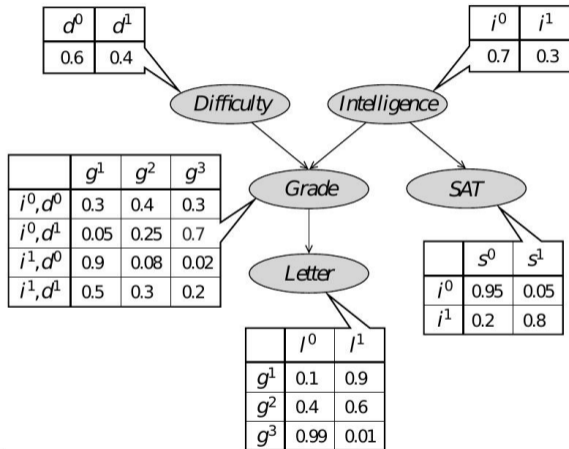 d⁰ d¹
0.6 0.4
i⁰ i¹
0.7 0.3
Difficulty
Intelligence
g¹ g² g³
i⁰,d⁰ 0.3 0.4 0.3
i⁰,d¹ 0.05 0.25 0.7
i¹,d⁰ 0.9 0.08 0.02
i¹,d¹ 0.5 0.3 0.2
Grade
SAT
s⁰ s¹
i⁰ 0.95 0.05
i¹ 0.2 0.8
Letter
l⁰ l¹
g¹ 0.1 0.9
g² 0.4 0.6
g³ 0.99 0.01